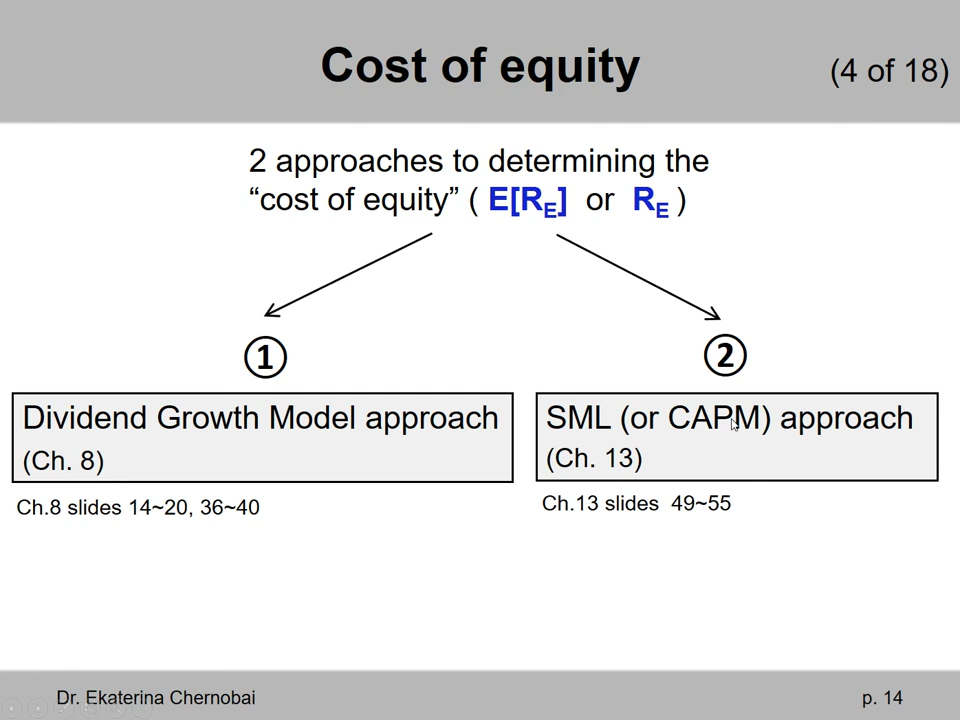 Cost of equity
(4 of 18)
2 approaches to determining the
“cost of equity” ( E[RE] or RE )
①
②
Dividend Growth Model approach
(Ch. 8)
SML (or CAPM) approach
(Ch. 13)
Ch.8 slides 14~20, 36~40
Ch.13 slides 49~55
Dr. Ekaterina Chernobai
p. 14